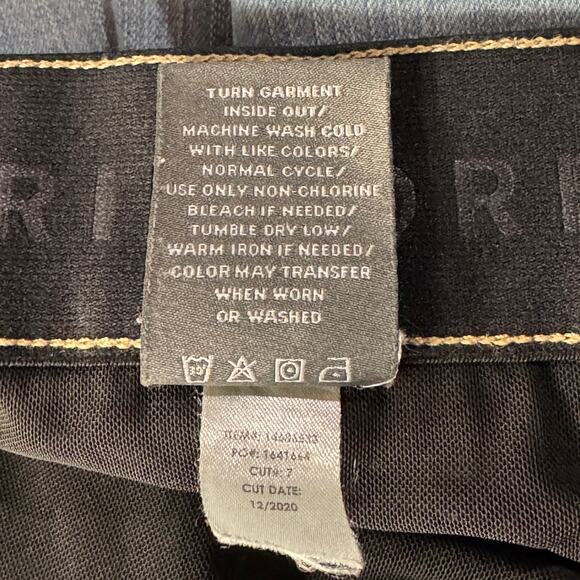 TURN GARMENT
INSIDE OUT/
MACHINE WASH COLD
WITH LIKE COLORS/
NORMAL CYCLE/
USE ONLY NON-CHLORINE
BLEACH IF NEEDED/
TUMBLE DRY LOW/
WARM IRON IF NEEDED/
COLOR MAY TRANSFER
WHEN WORN
OR WASHED
PO#: 1641664
CUT#: 7
CUT DATE:
12/2020